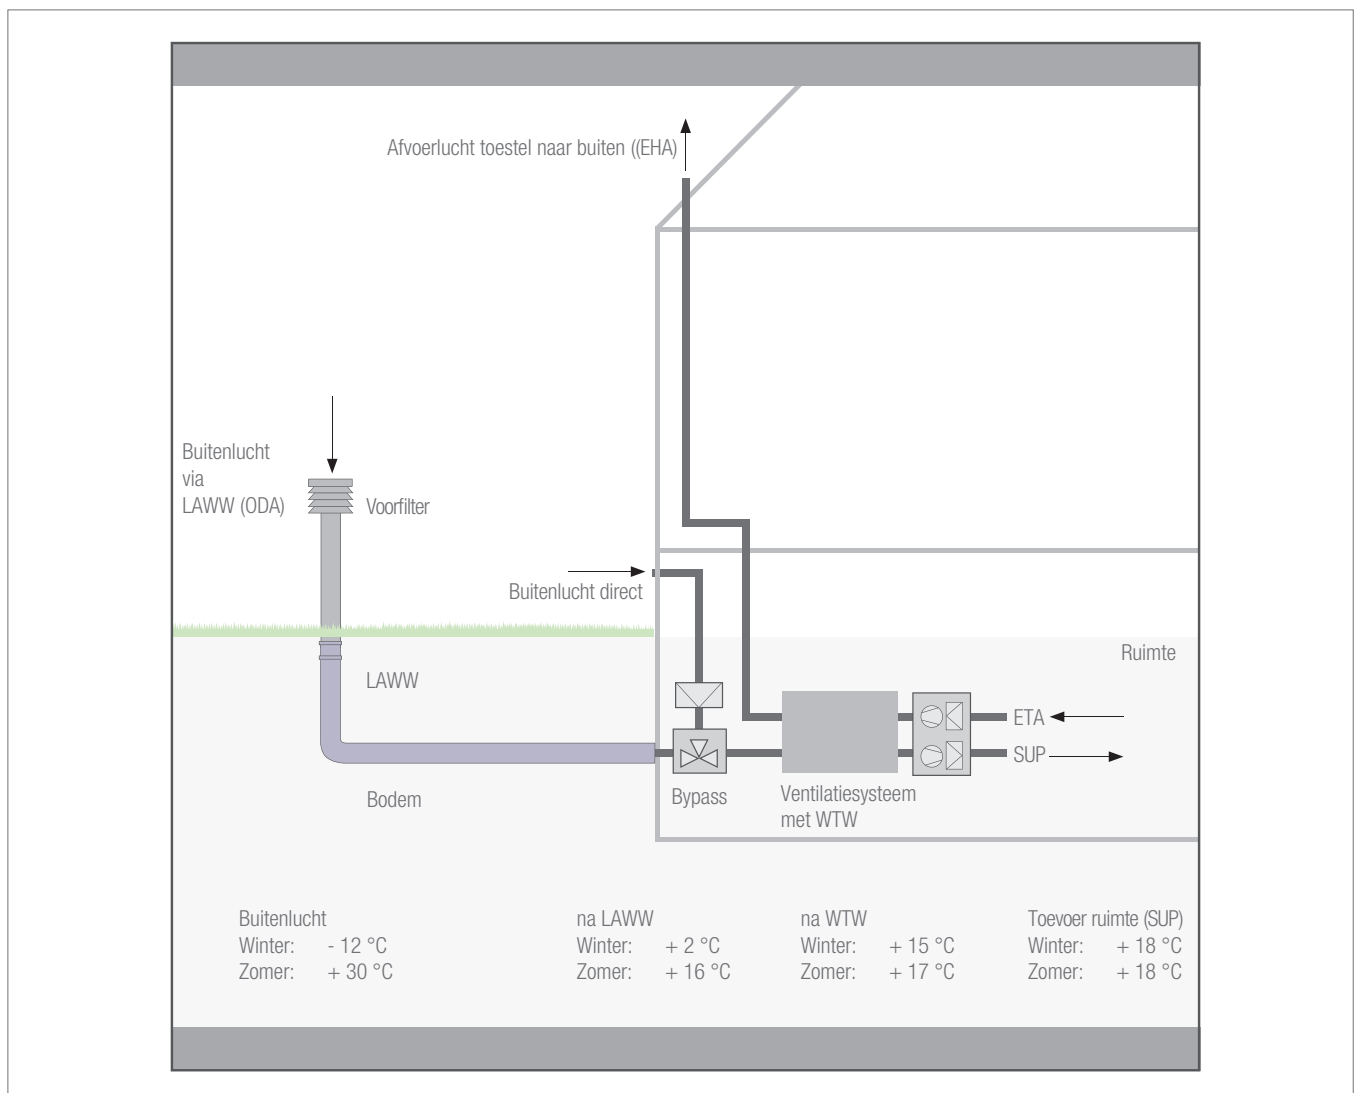 Afvoerlucht toestel naar buiten ((EHA)
Buitenlucht
via
LAWW (ODA)
Voorfilter
Buitenlucht direct
Ruimte
LAWW
ETA
SUP
Bodem
Bypass
Ventilatiesysteem
met WTW
Buitenlucht
Winter: - 12 °C
Zomer: + 30 °C
na LAWW
Winter: + 2 °C
Zomer: + 16 °C
na WTW
Winter: + 15 °C
Zomer: + 17 °C
Toevoer ruimte (SUP)
Winter: + 18 °C
Zomer: + 18 °C